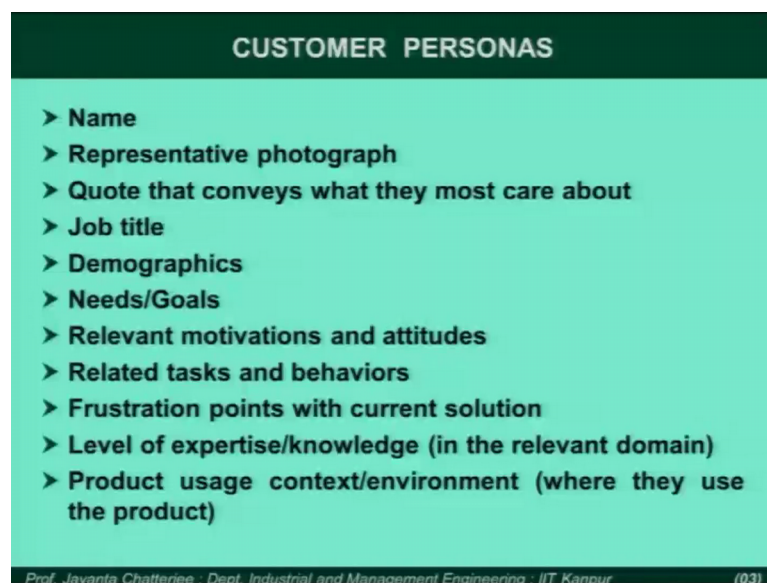 CUSTOMER PERSONAS
➤ Name
➤ Representative photograph
➤ Quote that conveys what they most care about
➤ Job title
➤ Demographics
➤ Needs/Goals
➤ Relevant motivations and attitudes
➤ Related tasks and behaviors
➤ Frustration points with current solution
➤ Level of expertise/knowledge (in the relevant domain)
➤ Product usage context/environment (where they use
the product)
Prof. Jayanta Chatterjee : Dept. Industrial and Management Engineering : IIT Kanpur (03)